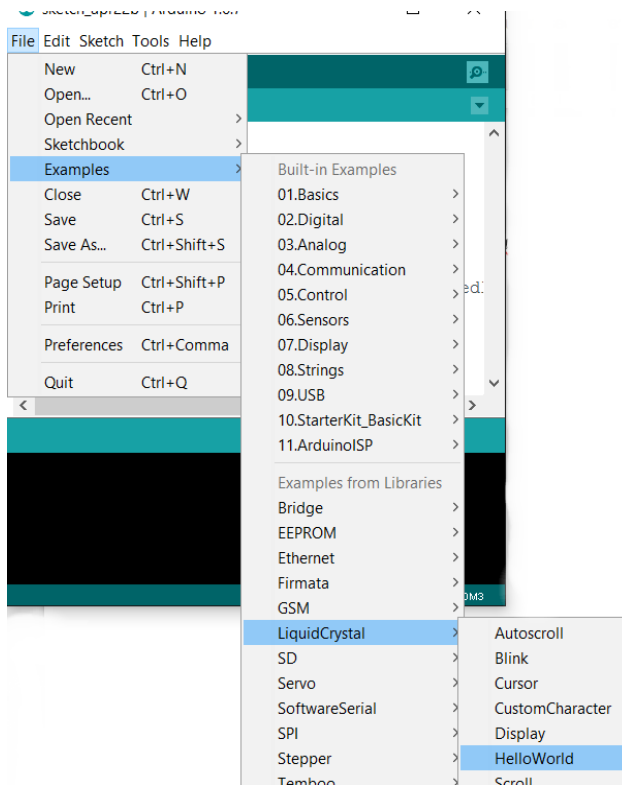 sketch_apr22b | Arduino 1.6.7
File Edit Sketch Tools Help
New Ctrl+N
Open... Ctrl+O
Open Recent
Sketchbook
Examples
Close Ctrl+W
Save Ctrl+S
Save As... Ctrl+Shift+S
Page Setup Ctrl+Shift+P
Print Ctrl+P
Preferences Ctrl+Comma
Quit Ctrl+Q
Built-in Examples
01.Basics
02.Digital
03.Analog
04.Communication
05.Control
06.Sensors
07.Display
08.Strings
09.USB
10.StarterKit_BasicKit
11.ArduinoISP
Examples from Libraries
Bridge
EEPROM
Ethernet
Firmata
GSM
LiquidCrystal
SD
Servo
SoftwareSerial
SPI
Stepper
Temboo
Autoscroll
Blink
Cursor
CustomCharacter
Display
HelloWorld
Scroll